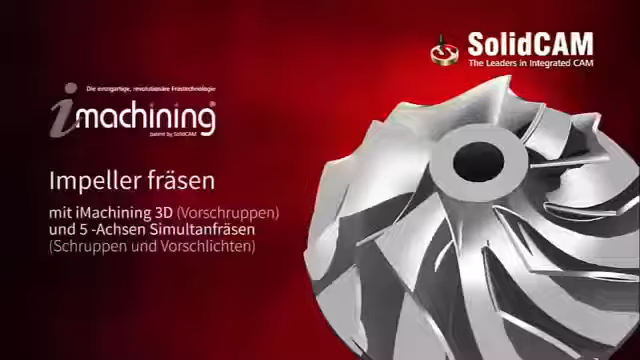 SolidCAM
The Leaders in Integrated CAM
Die einzigartige, revolutionäre Frästechnologie
iMachining
patent by SolidCAM
Impeller fräsen
mit iMachining 3D (Vorschruppen)
und 5 -Achsen Simultanfräsen
(Schruppen und Vorschlichten)